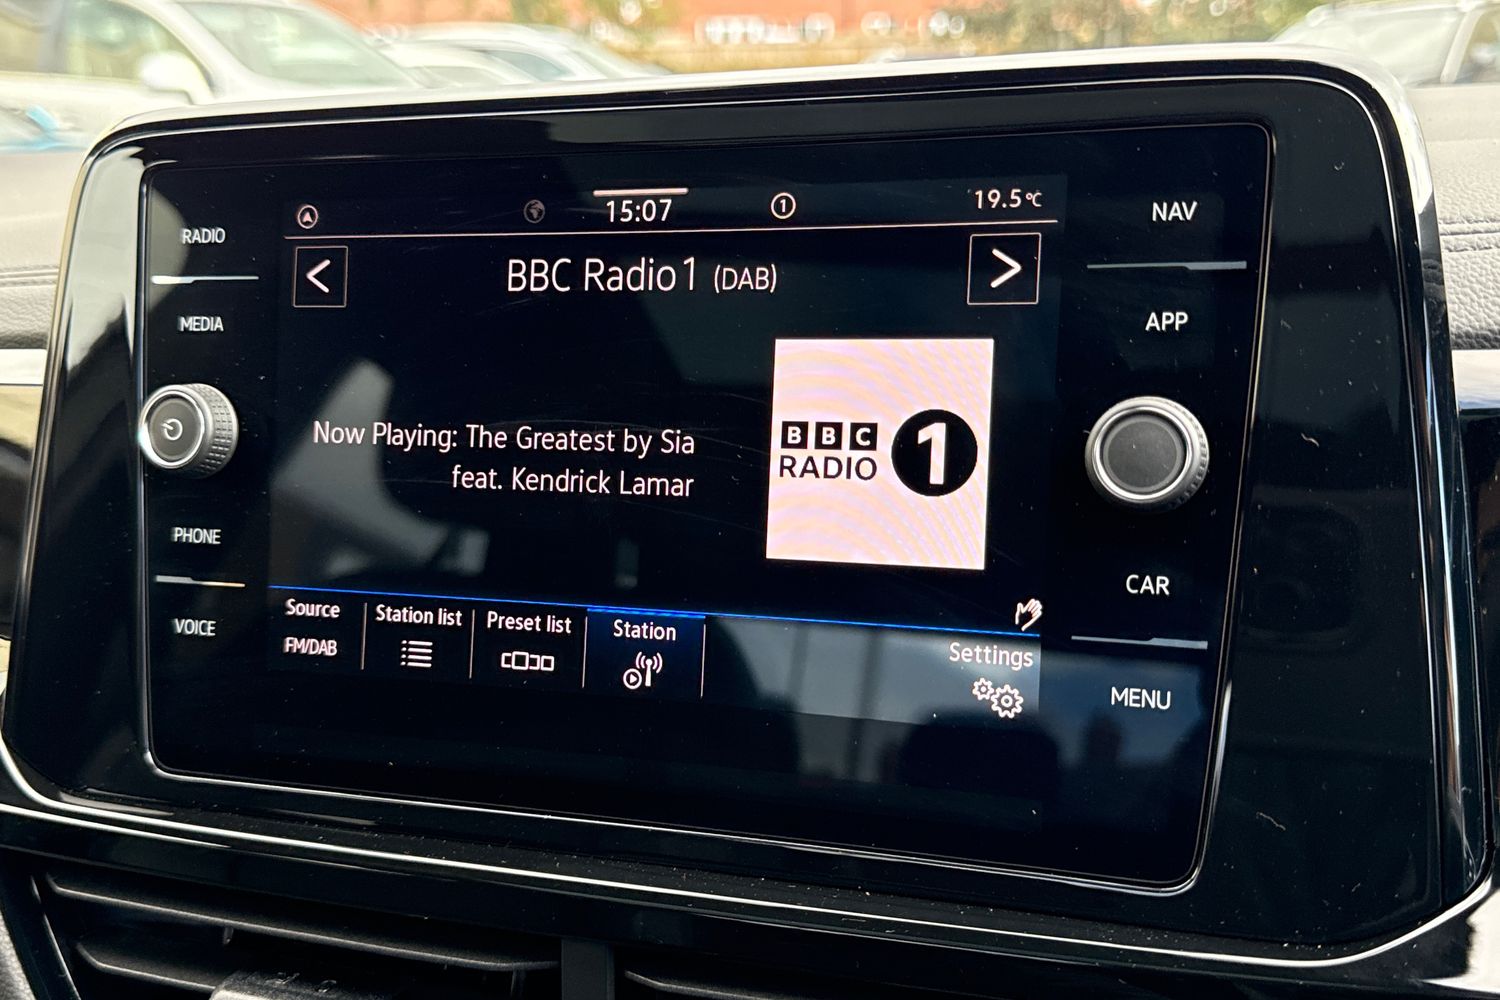 15:07
1
19.5°C
RADIO
NAV
BBC Radio 1 (DAB)
MEDIA
APP
Now Playing: The Greatest by Sia
feat. Kendrick Lamar
BBC
RADIO
1
PHONE
CAR
VOICE
Source
FM/DAB
Station list
Preset list
Station
Settings
MENU